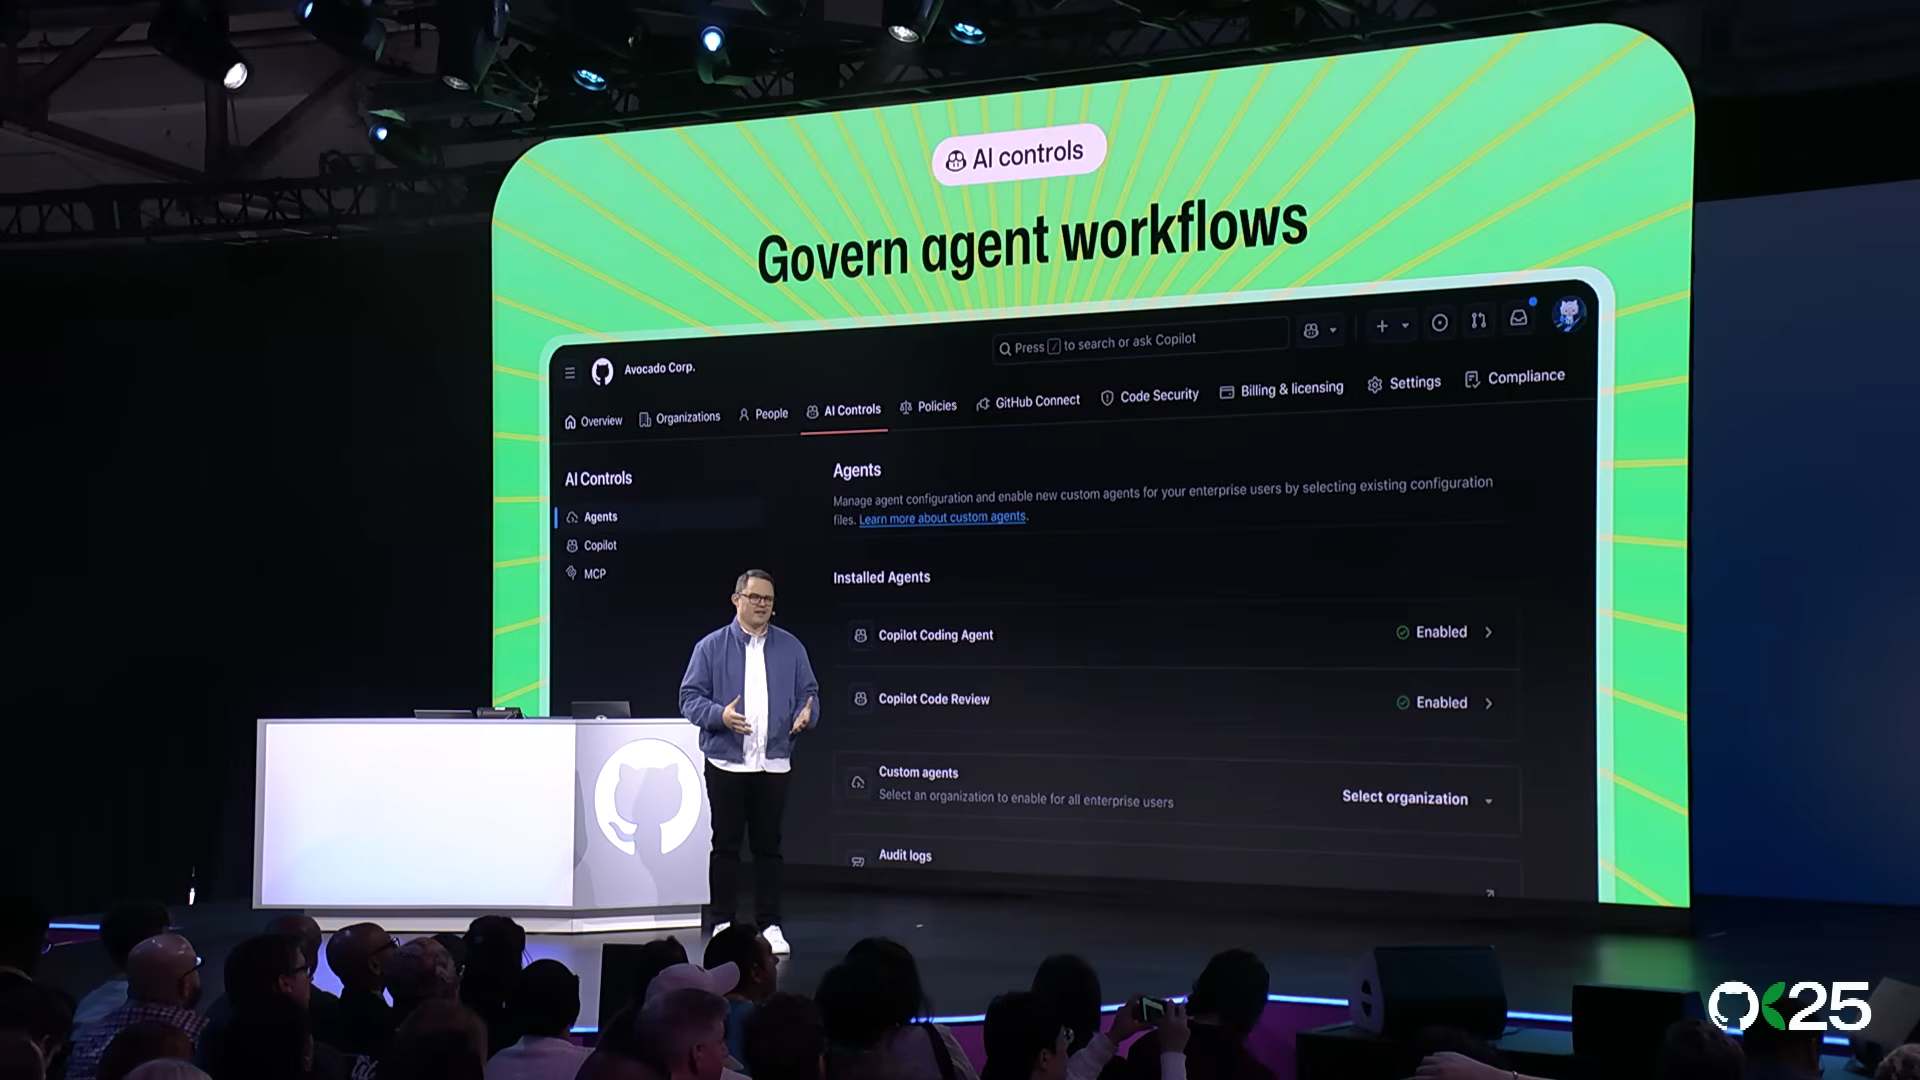 AI controls
Govern agent workflows
Avocado Corp.
Press / to search or ask Copilot
Overview
Organizations
People
AI Controls
Policies
GitHub Connect
Code Security
Billing & licensing
Settings
Compliance
AI Controls
Agents
Copilot
MCP
Agents
Manage agent configuration and enable new custom agents for your enterprise users by selecting existing configuration
files. Learn more about custom agents.
Installed Agents
Copilot Coding Agent
Enabled
Copilot Code Review
Enabled
Custom agents
Select an organization to enable for all enterprise users
Select organization
Audit logs
25